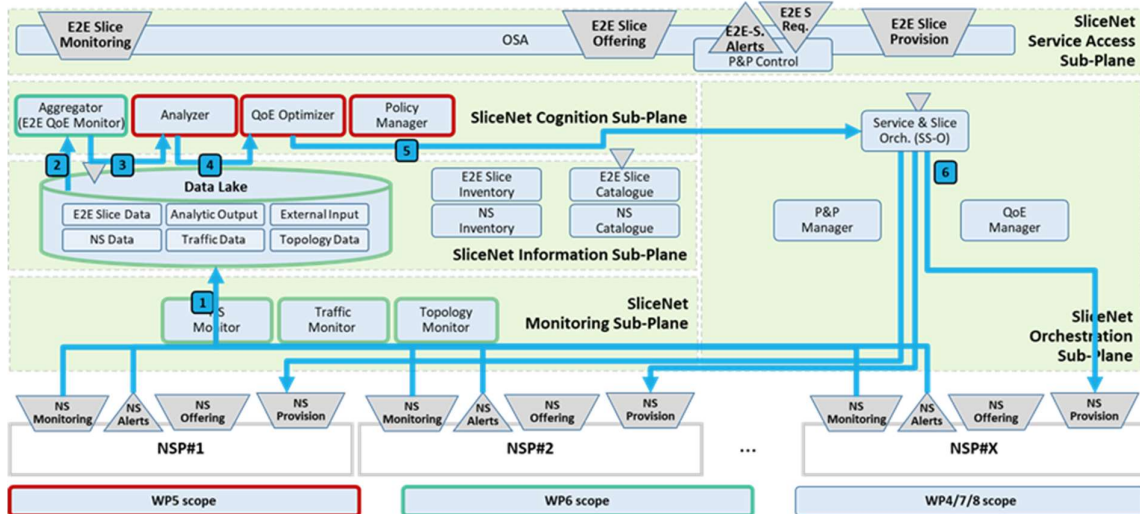 E2E Slice
Monitoring
OSA
E2E Slice
Offering
E2E-S.
Alerts
E2E S
Req.
P&P Control
E2E Slice
Provision
SliceNet
Service Access
Sub-Plane
Aggregator
(E2E QoE Monitor)
Analyzer
QoE Optimizer
Policy
Manager
SliceNet Cognition Sub-Plane
Service & Slice
Orch. (SS-O)
2
3
4
5
6
Data Lake
E2E Slice Data
Analytic Output
External Input
NS Data
Traffic Data
Topology Data
E2E Slice
Inventory
E2E Slice
Catalogue
NS
Inventory
NS
Catalogue
SliceNet Information Sub-Plane
P&P
Manager
QoE
Manager
1
Monitor
Traffic
Monitor
Topology
Monitor
SliceNet
Monitoring Sub-Plane
SliceNet
Orchestration
Sub-Plane
NS
Monitoring
NS
Alerts
NS
Offering
NS
Provision
NS
Monitoring
NS
Alerts
NS
Offering
NS
Provision
NS
Monitoring
NS
Alerts
NS
Offering
NS
Provision
NSP#1
NSP#2
...
NSP#X
WP5 scope
WP6 scope
WP4/7/8 scope